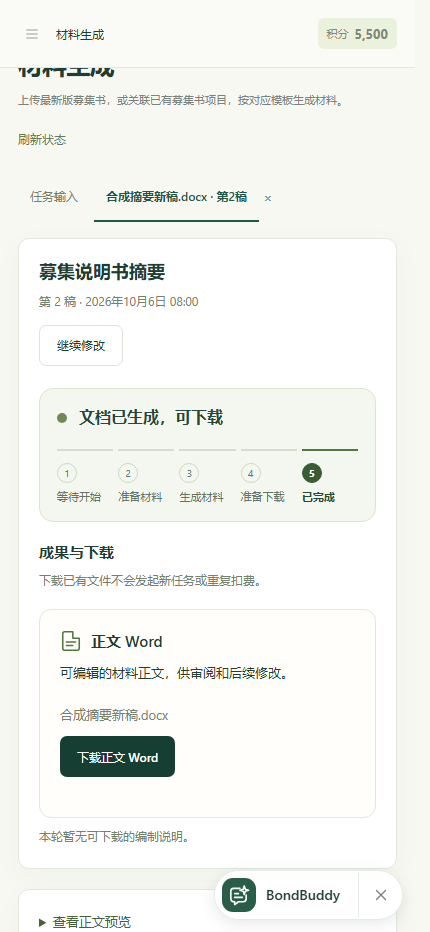 材料生成
积分 5,500
材料生成
上传最新版募集书，或关联已有募集书项目，按对应模板生成材料。
刷新状态
任务输入
合成摘要新稿.docx · 第2稿 ×
募集说明书摘要
第 2 稿 · 2026年10月6日 08:00
继续修改
文档已生成，可下载
1 2 3 4 5
等待开始 准备材料 生成材料 准备下载 已完成
成果与下载
下载已有文件不会发起新任务或重复扣费。
正文 Word
可编辑的材料正文，供审阅和后续修改。
合成摘要新稿.docx
下载正文 Word
本轮暂无可下载的编制说明。
BondBuddy ×
▶ 查看正文预览